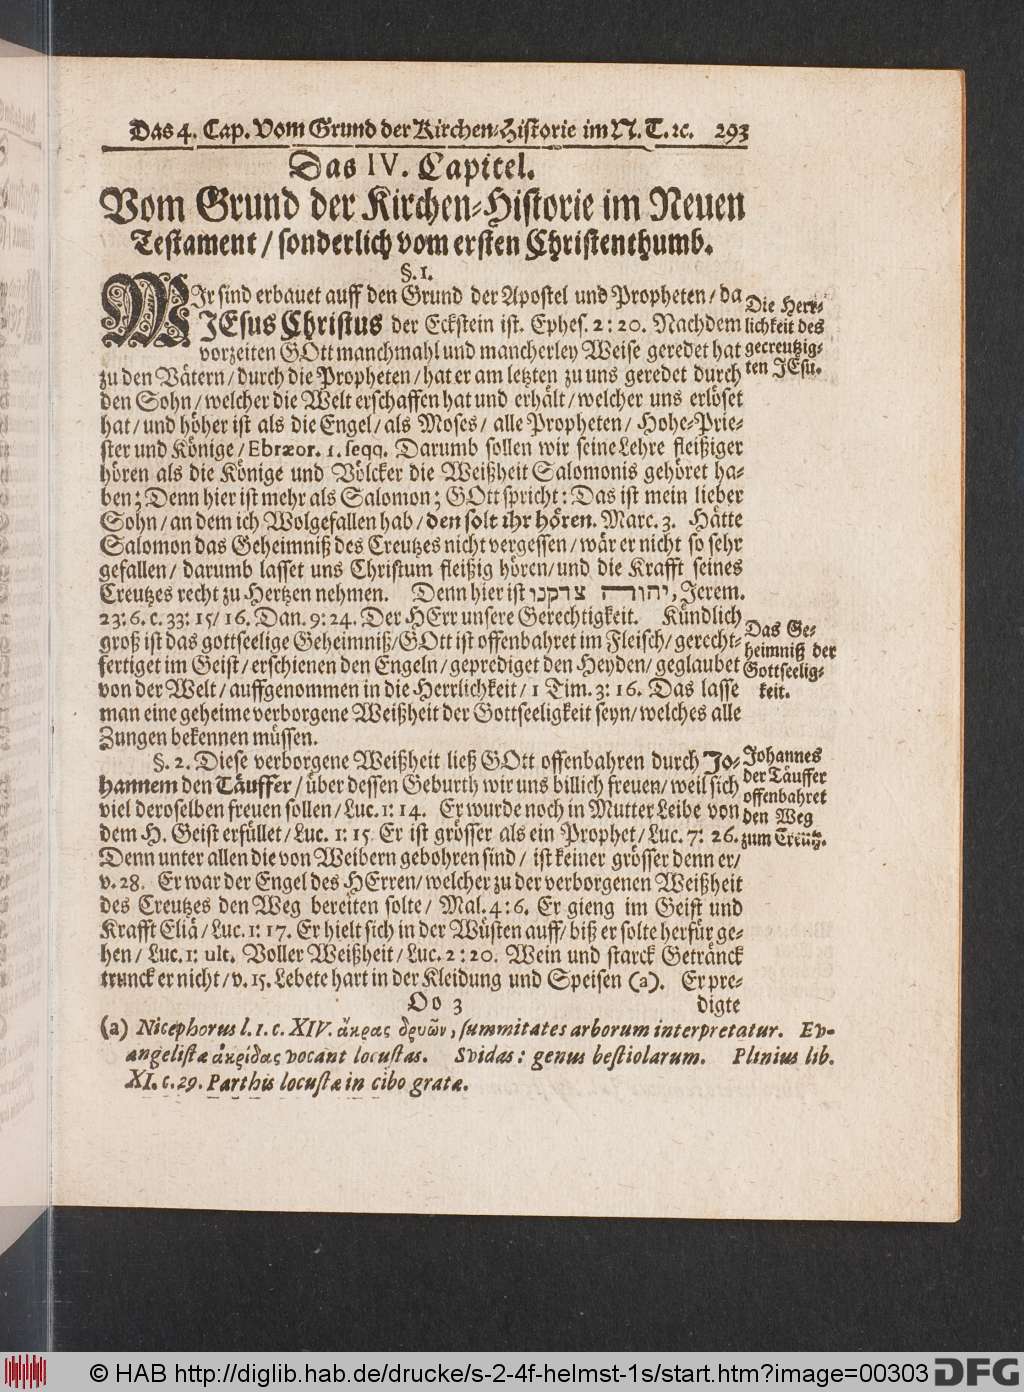 Das 4. Cap. Vom Grund der Kirchen-Historie im N. T. ꝛc. 293
Das IV. Capitel.
Vom Grund der Kirchen-Historie im Neuen
Testament / sonderlich vom ersten Christenthumb.
§. 1.
WIr sind erbauet auff den Grund der Apostel und Propheten / da
JEsus Christus der Eckstein ist. Ephes. 2: 20. Nachdem
vorzeiten GOtt manchmahl und mancherley Weise geredet hat
zu den Vätern / durch die Propheten / hat er am letzten zu uns geredet durch
den Sohn / welcher die Welt erschaffen hat und erhält / welcher uns erlöset
hat / und höher ist als die Engel / als Moses / alle Propheten / Hohe-Prie-
ster und Könige / Ebræor. 1. seqq. Darumb sollen wir seine Lehre fleißiger
hören als die Könige und Völcker die Weißheit Salomonis gehöret ha-
ben; Denn hier ist mehr als Salomon; GOtt spricht: Das ist mein lieber
Sohn / an dem ich Wolgefallen hab / den solt ihr hören. Marc. 3. Hätte
Salomon das Geheimniß des Creutzes nicht vergessen / wär er nicht so sehr
gefallen / darumb lasset uns Christum fleißig hören / und die Krafft seines
Creutzes recht zu Hertzen nehmen. Denn hier ist יהורה צרקנו, Jerem.
23: 6. c. 33: 15/ 16. Dan. 9: 24. Der HErr unsere Gerechtigkeit. Kündlich
groß ist das gottseelige Geheimniß / GOtt ist offenbahret im Fleisch / gerecht-
fertiget im Geist / erschienen den Engeln / geprediget den Heyden / geglaubet
von der Welt / auffgenommen in die Herrlichkeit / 1 Tim. 3: 16. Das lasse
man eine geheime verborgene Weißheit der Gottseeligkeit seyn / welches alle
Zungen bekennen müssen.
Die Herr-
lichkeit des
gecreutzig-
ten JEsu.
Das Ge-
heimniß der
Gottseelig-
keit.
§. 2. Diese verborgene Weißheit ließ GOtt offenbahren durch Jo-
hannem den Täuffer / über dessen Geburth wir uns billich freuen / weil sich
viel deroselben freuen sollen / Luc. 1: 14. Er wurde noch in Mutter Leibe von
dem H. Geist erfüllet / Luc. 1: 15. Er ist grösser als ein Prophet / Luc. 7: 26.
Denn unter allen die von Weibern gebohren sind / ist keiner grösser denn er /
v. 28. Er war der Engel des HErren / welcher zu der verborgenen Weißheit
des Creutzes den Weg bereiten solte / Mal. 4: 6. Er gieng im Geist und
Krafft Eliä / Luc. 1: 17. Er hielt sich in der Wüsten auff / biß er solte herfür ge-
hen / Luc. 1: ult. Voller Weißheit / Luc. 2: 20. Wein und starck Getränck
trunck er nicht / v. 15. Lebete hart in der Kleidung und Speisen (a). Er pre-
Johannes
der Täuffer
offenbahret
den Weg
zum Creutz.
Oo 3 digte
(a) Nicephorus l. 1. c. XIV. ἄκρας δρυῶν, summitates arborum interpretatur. Ev-
angelistæ ἀκρίδας vocant locustas. Svidas: genus bestiolarum. Plinius lib.
XI. c. 29. Parthis locustæ in cibo gratæ.
© HAB http://diglib.hab.de/drucke/s-2-4f-helmst-1s/start.htm?image=00303
DFG